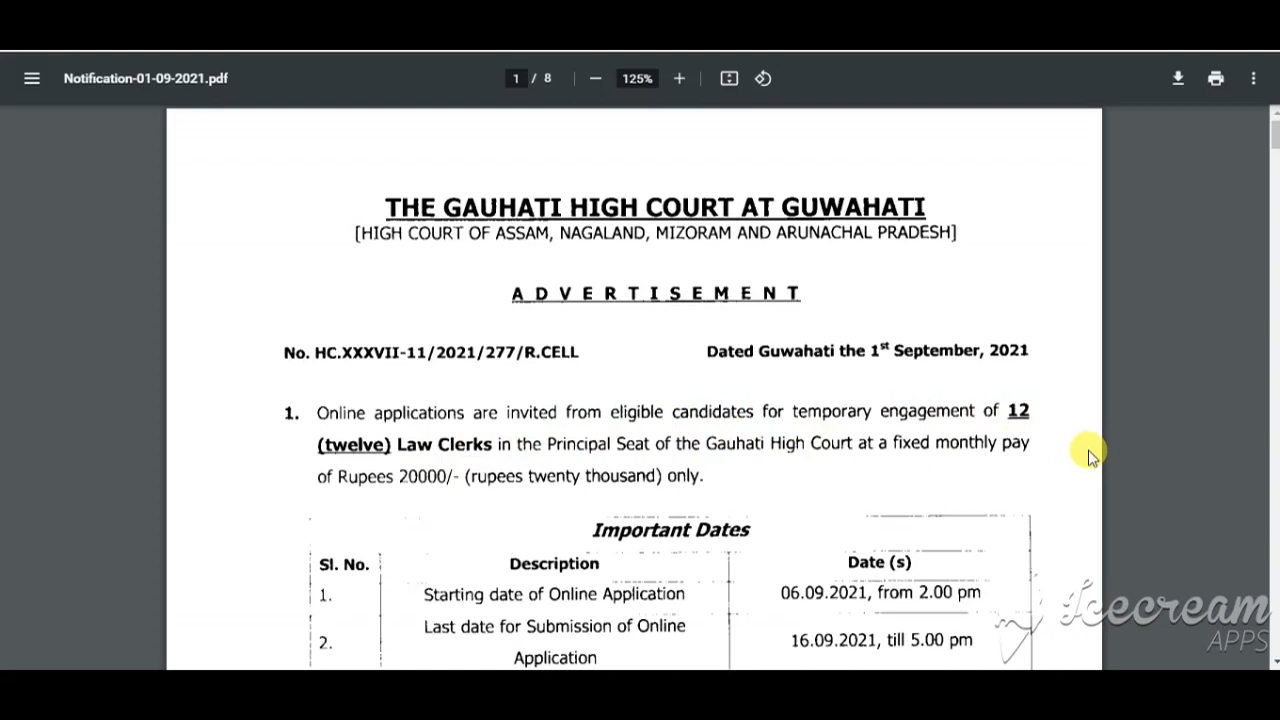 Notification-01-09-2021.pdf
1 / 8
125%
THE GAUHATI HIGH COURT AT GUWAHATI
[HIGH COURT OF ASSAM, NAGALAND, MIZORAM AND ARUNACHAL PRADESH]
A D V E R T I S E M E N T
No. HC.XXXVII-11/2021/277/R.CELL Dated Guwahati the 1st September, 2021
1. Online applications are invited from eligible candidates for temporary engagement of 12
(twelve) Law Clerks in the Principal Seat of the Gauhati High Court at a fixed monthly pay
of Rupees 20000/- (rupees twenty thousand) only.
Important Dates
Sl. No. Description Date (s)
1. Starting date of Online Application 06.09.2021, from 2.00 pm
2. Last date for Submission of Online Application 16.09.2021, till 5.00 pm
Icecream
APPS